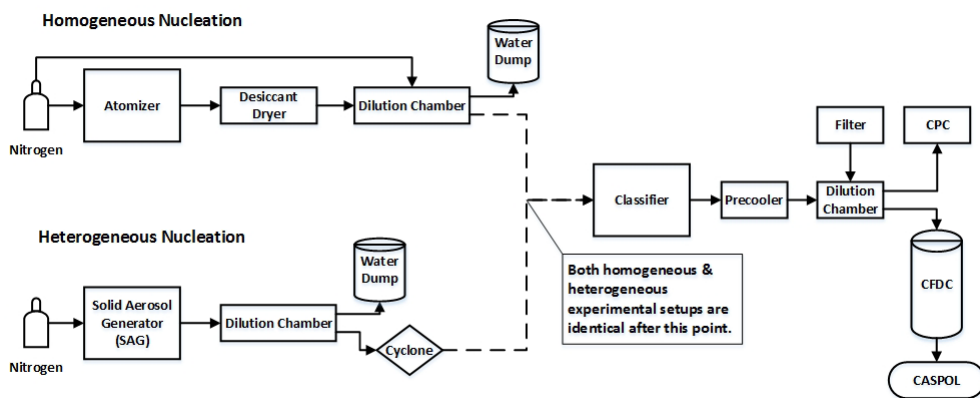 Homogeneous Nucleation
Water
Dump
Atomizer
Desiccant
Dryer
Dilution Chamber
Nitrogen
Filter
CPC
Classifier
Precooler
Dilution
Chamber
Heterogeneous Nucleation
Water
Dump
Both homogeneous &
heterogeneous
experimental setups are
identical after this point.
CFDC
Solid Aerosol
Generator
(SAG)
Dilution Chamber
Cyclone
Nitrogen
CASPOL